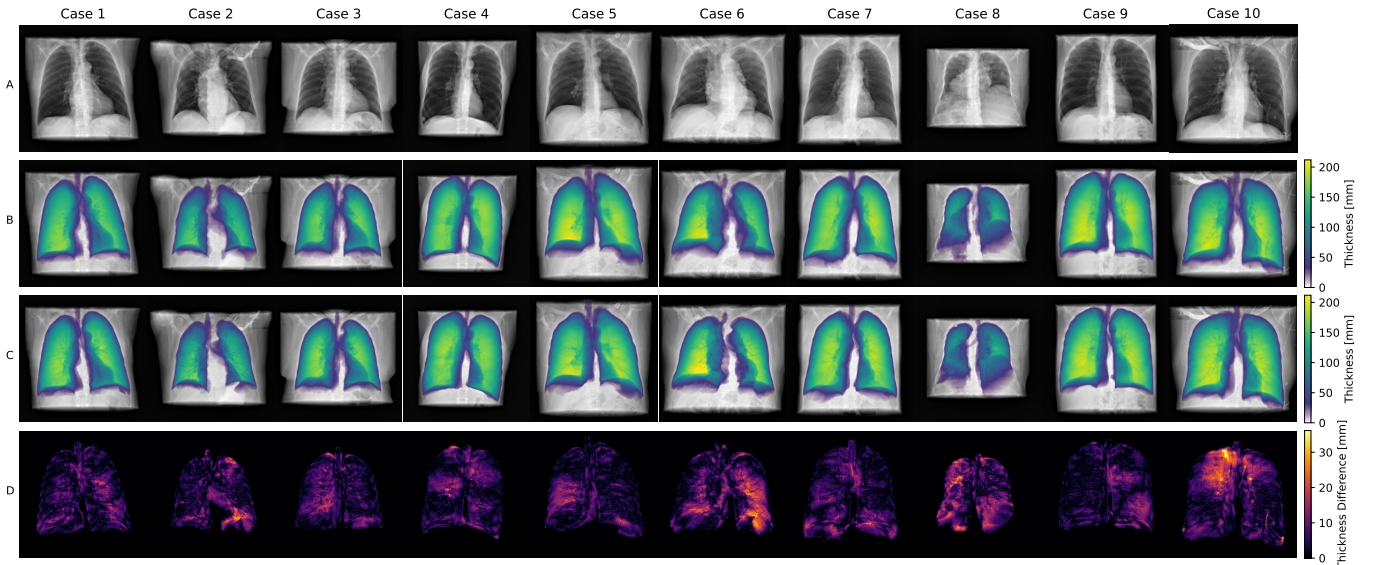 Case 1 Case 2 Case 3 Case 4 Case 5 Case 6 Case 7 Case 8 Case 9 Case 10
A
B
200
150
100
50
0
Thickness [mm]
C
200
150
100
50
0
Thickness [mm]
D
30
20
10
0
Thickness Difference [mm]